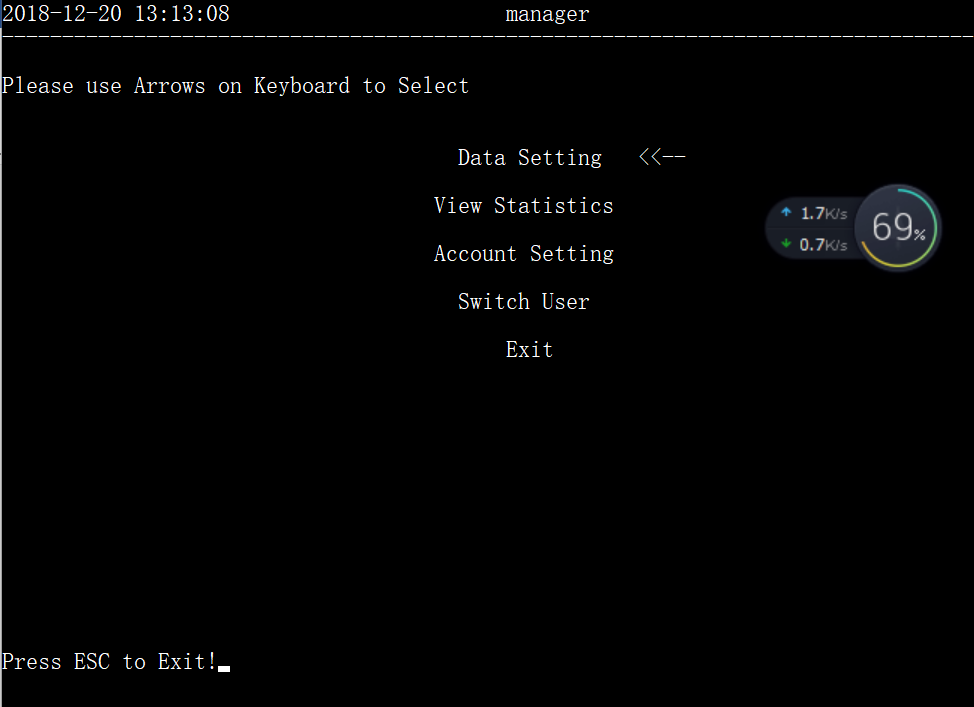 2018-12-20 13:13:08 manager
--------------------------------------------------------------------------------
Please use Arrows on Keyboard to Select
Data Setting <<--
View Statistics
↑ 1.7K/s
69%
↓ 0.7K/s
Account Setting
Switch User
Exit
Press ESC to Exit!